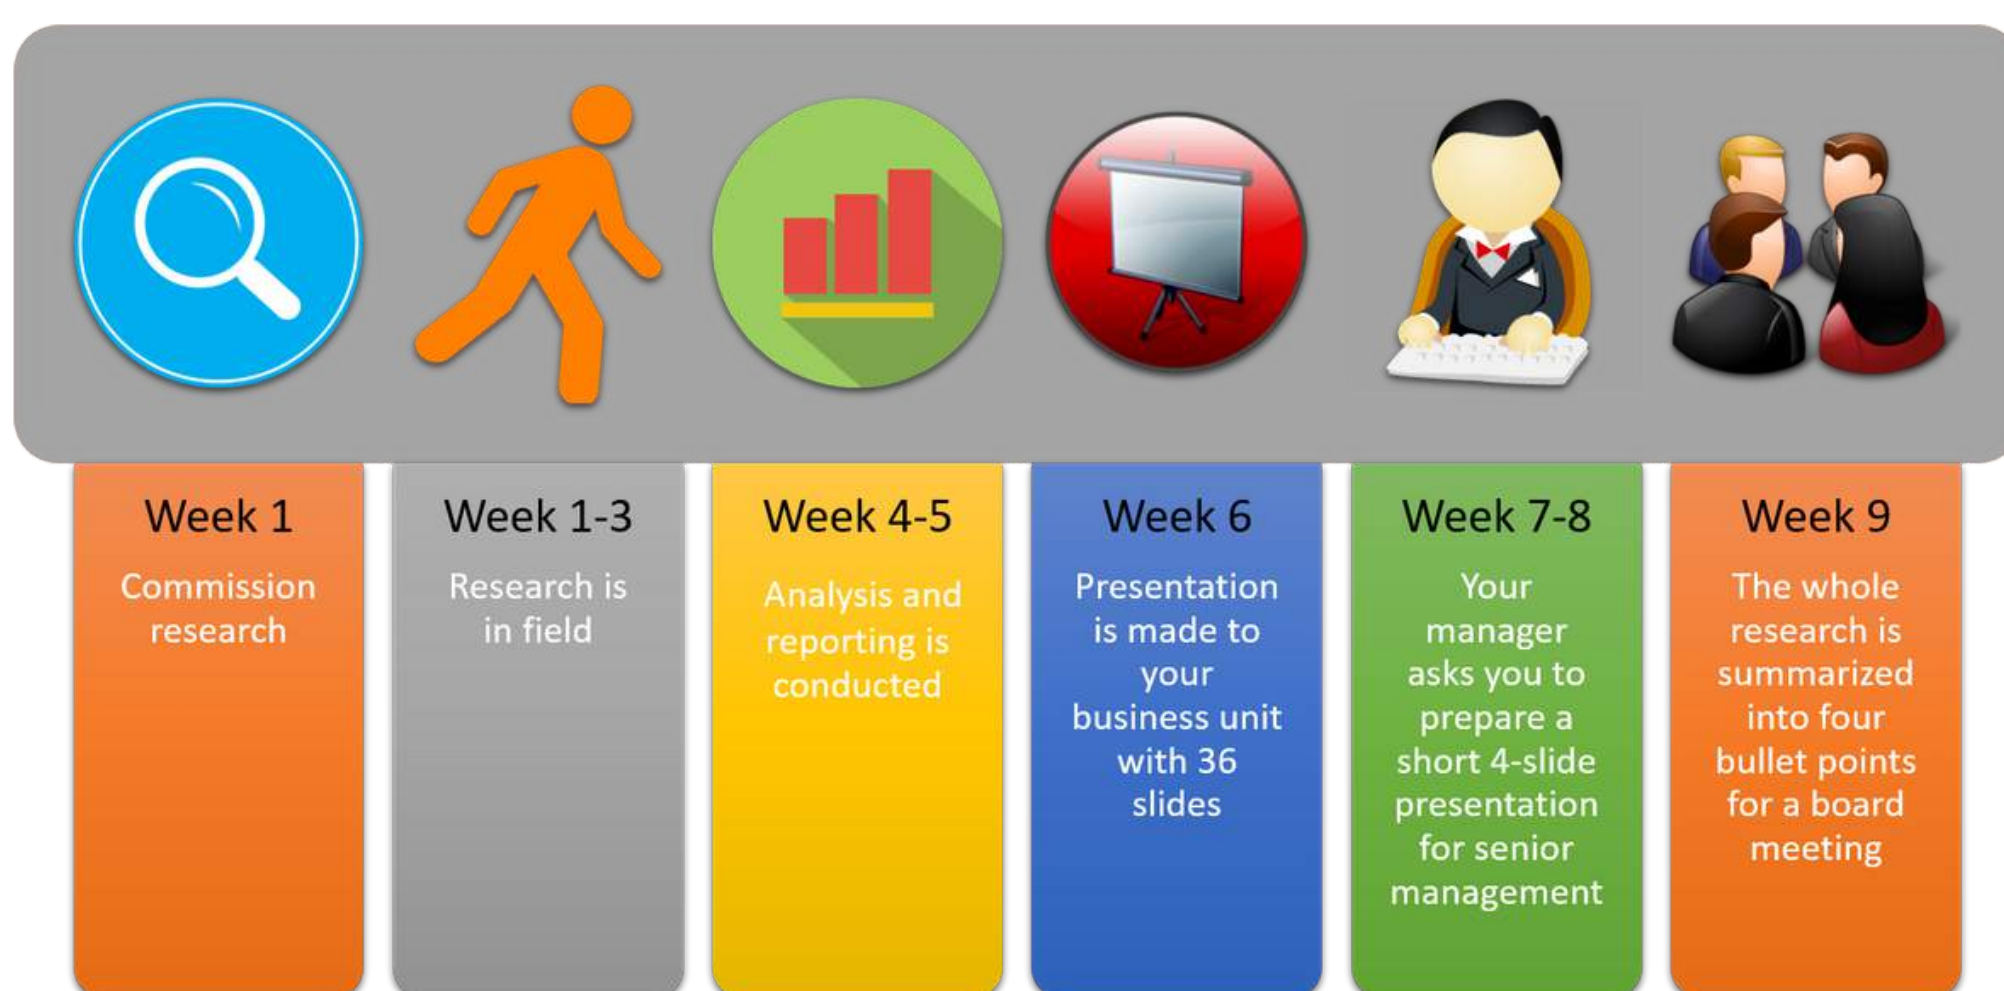 Week 1
Commission
research
Week 1-3
Research is
in field
Week 4-5
Analysis and
reporting is
conducted
Week 6
Presentation
is made to
your
business unit
with 36
slides
Week 7-8
Your
manager
asks you to
prepare a
short 4-slide
presentation
for senior
management
Week 9
The whole
research is
summarized
into four
bullet points
for a board
meeting